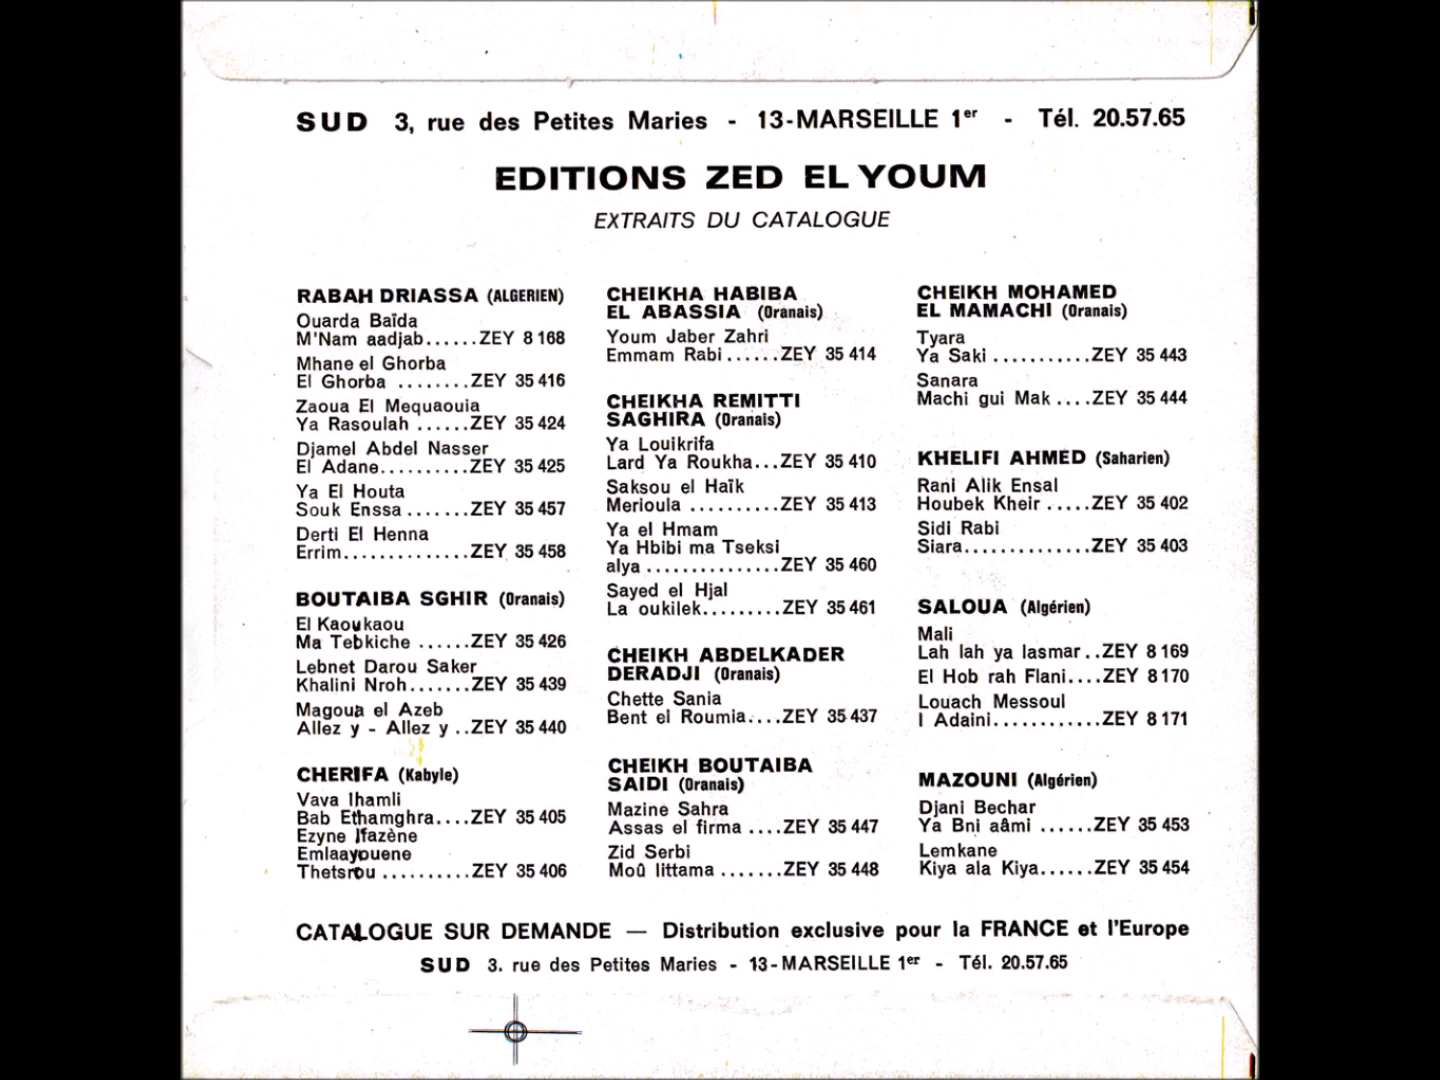 SUD 3, rue des Petites Maries - 13-MARSEILLE 1er - Tél. 20.57.65
EDITIONS ZED EL YOUM
EXTRAITS DU CATALOGUE
RABAH DRIASSA (ALGERIEN)
Ouarda Baïda
M'Nam aadjab......ZEY 8 168
Mhane el Ghorba
El Ghorba ........ZEY 35 416
Zaoua El Mequaouia
Ya Rasoulah ......ZEY 35 424
Djamel Abdel Nasser
El Adane..........ZEY 35 425
Ya El Houta
Souk Enssa .......ZEY 35 457
Derti El Henna
Errim.............ZEY 35 458
BOUTAIBA SGHIR (Oranais)
El Kaoukaou
Ma Tebkiche ......ZEY 35 426
Lebnet Darou Saker
Khalini Nroh.......ZEY 35 439
Magoua el Azeb
Allez y - Allez y ..ZEY 35 440
CHERIFA (Kabyle)
Vava Ihamli
Bab Ethamghra....ZEY 35 405
Ezyne Ifazène
Emlaayouene
Thetsrou ..........ZEY 35 406
CHEIKHA HABIBA
EL ABASSIA (Oranais)
Youm Jaber Zahri
Emmam Rabi ......ZEY 35 414
CHEIKHA REMITTI
SAGHIRA (Oranais)
Ya Louikrifa
Lard Ya Roukha...ZEY 35 410
Saksou el Haïk
Merioula ..........ZEY 35 413
Ya el Hmam
Ya Hbibi ma Tseksi
alya ...............ZEY 35 460
Sayed el Hjal
La oukilek.........ZEY 35 461
CHEIKH ABDELKADER
DERADJI (Oranais)
Chette Sania
Bent el Roumia....ZEY 35 437
CHEIKH BOUTAIBA
SAIDI (Oranais)
Mazine Sahra
Assas el firma ....ZEY 35 447
Zid Serbi
Moû littama .......ZEY 35 448
CHEIKH MOHAMED
EL MAMACHI (Oranais)
Tyara
Ya Saki ...........ZEY 35 443
Sanara
Machi gui Mak ....ZEY 35 444
KHELIFI AHMED (Saharien)
Rani Alik Ensal
Houbek Kheir .....ZEY 35 402
Sidi Rabi
Siara..............ZEY 35 403
SALOUA (Algérien)
Mali
Lah lah ya lasmar..ZEY 8 169
El Hob rah Flani....ZEY 8 170
Louach Messoul
I Adaini............ZEY 8 171
MAZOUNI (Algérien)
Djani Bechar
Ya Bni aâmi ......ZEY 35 453
Lemkane
Kiya ala Kiya......ZEY 35 454
CATALOGUE SUR DEMANDE — Distribution exclusive pour la FRANCE et l'Europe
SUD 3. rue des Petites Maries - 13-MARSEILLE 1er - Tél. 20.57.65